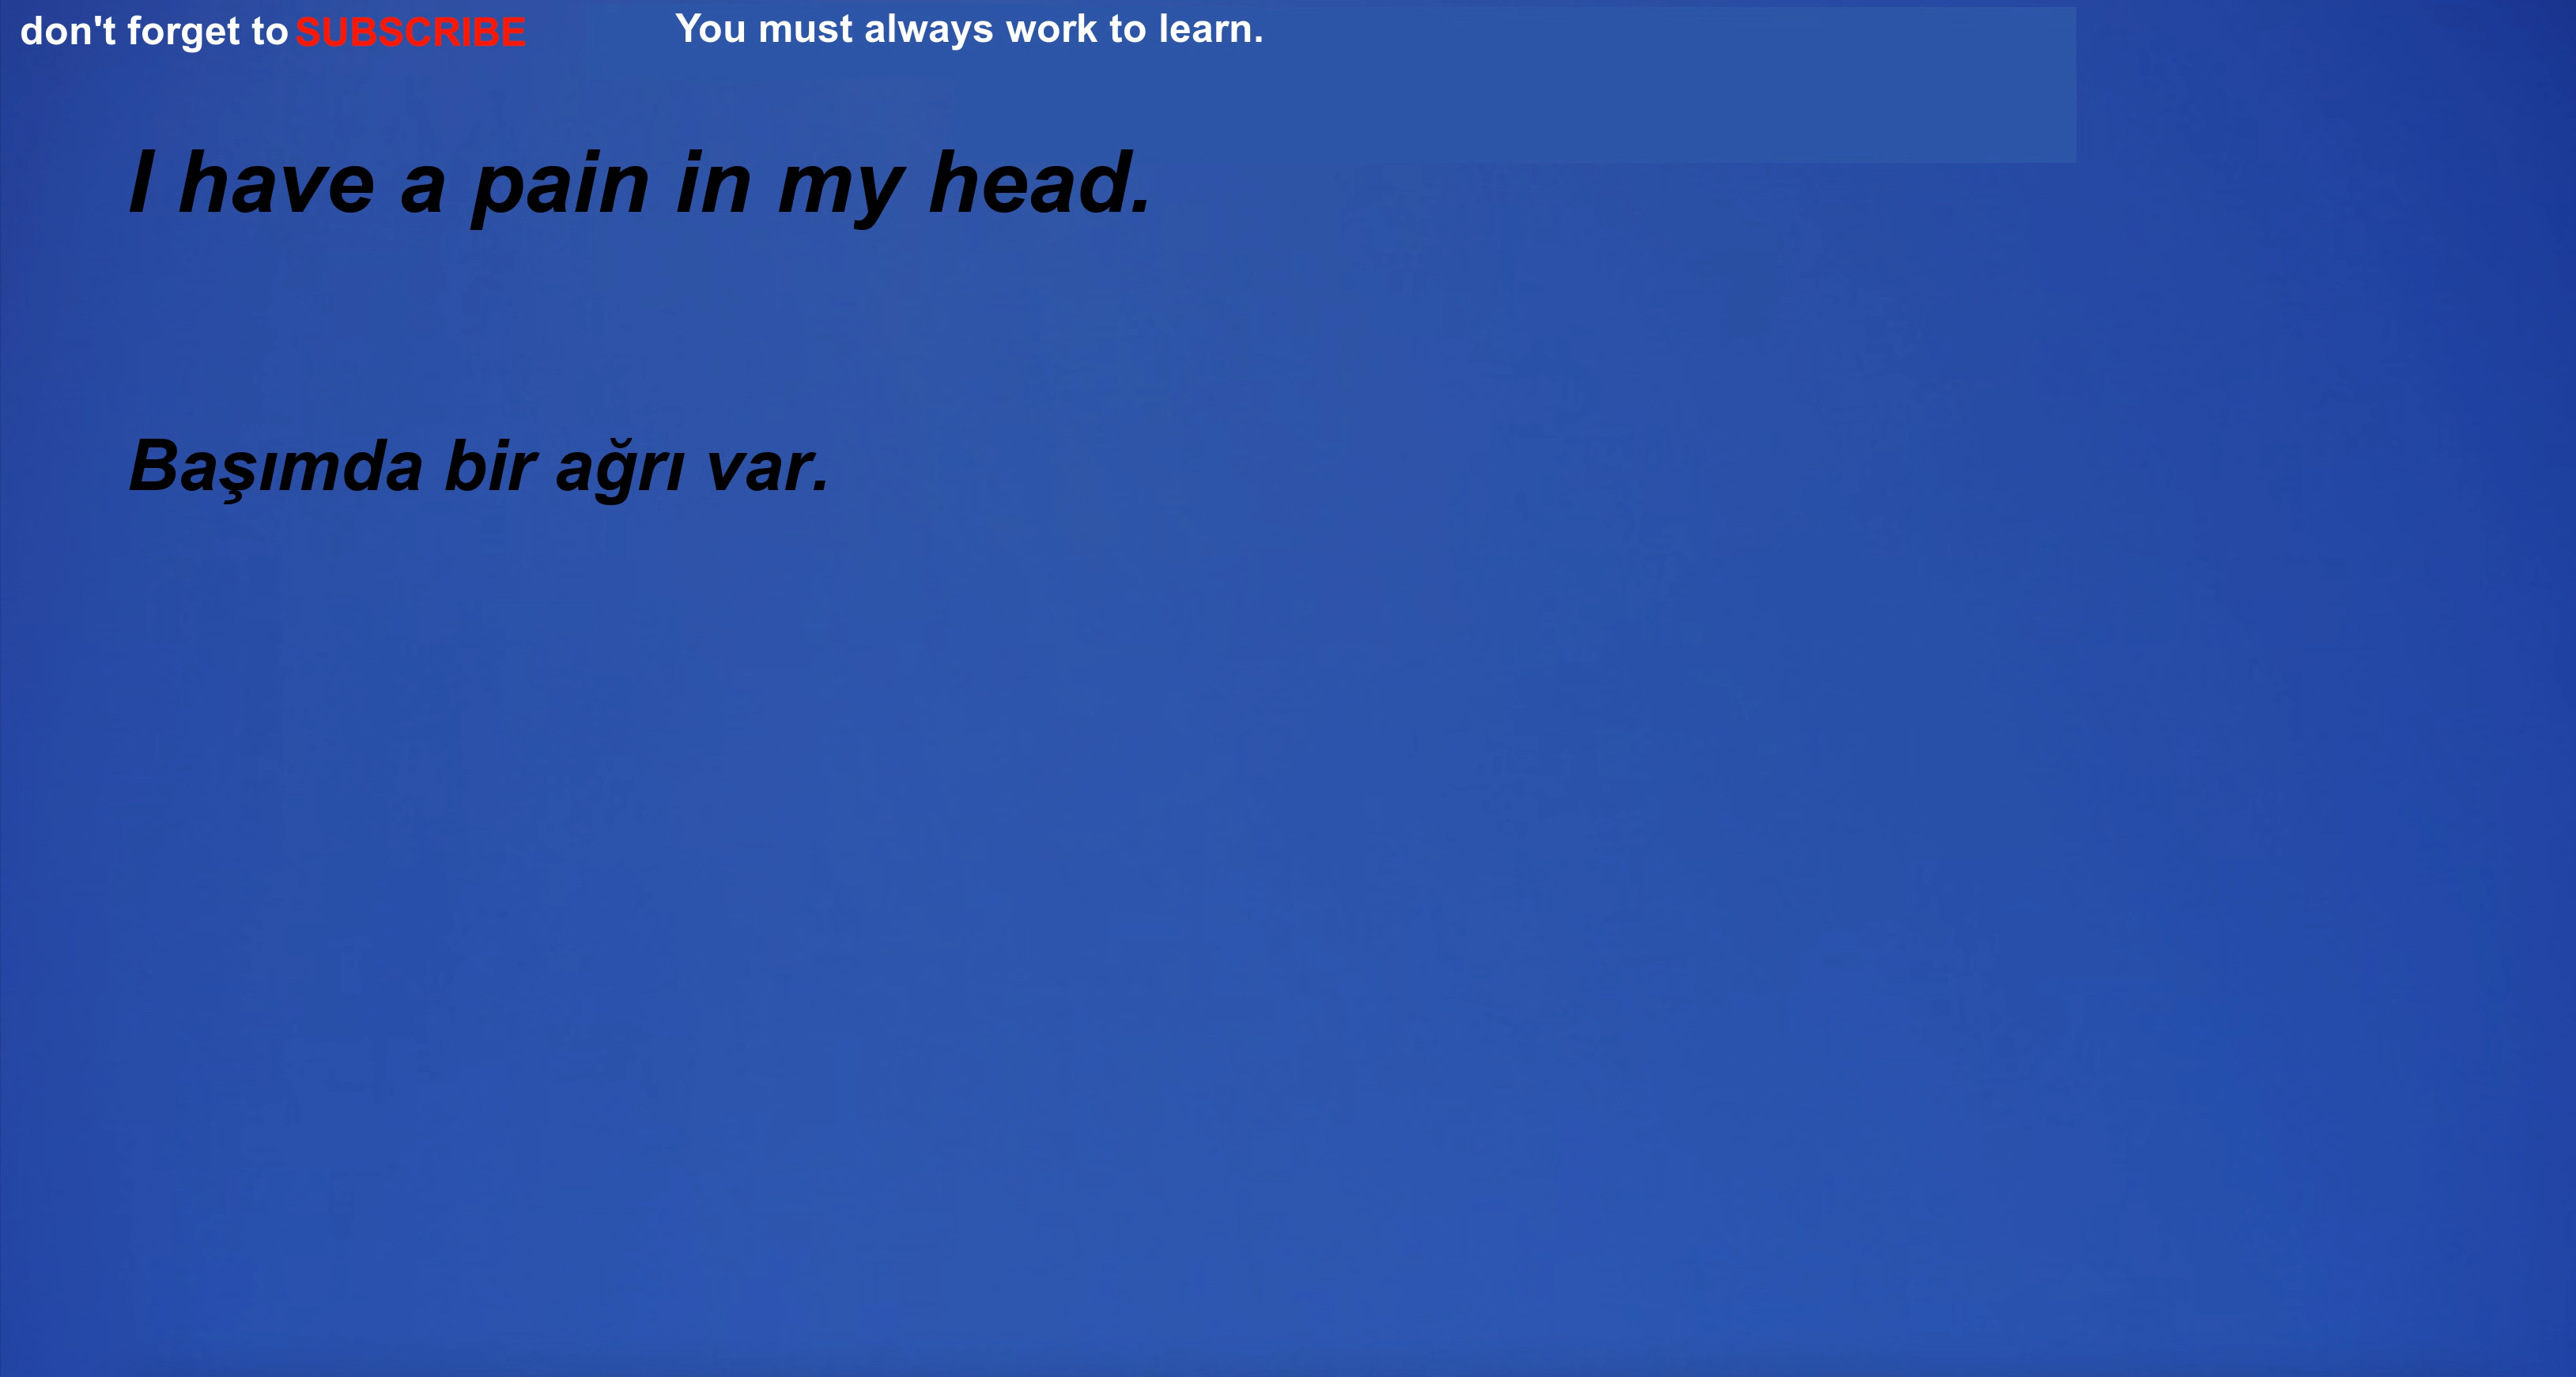 don't forget to SUBSCRIBE
You must always work to learn.
I have a pain in my head.
Başımda bir ağrı var.